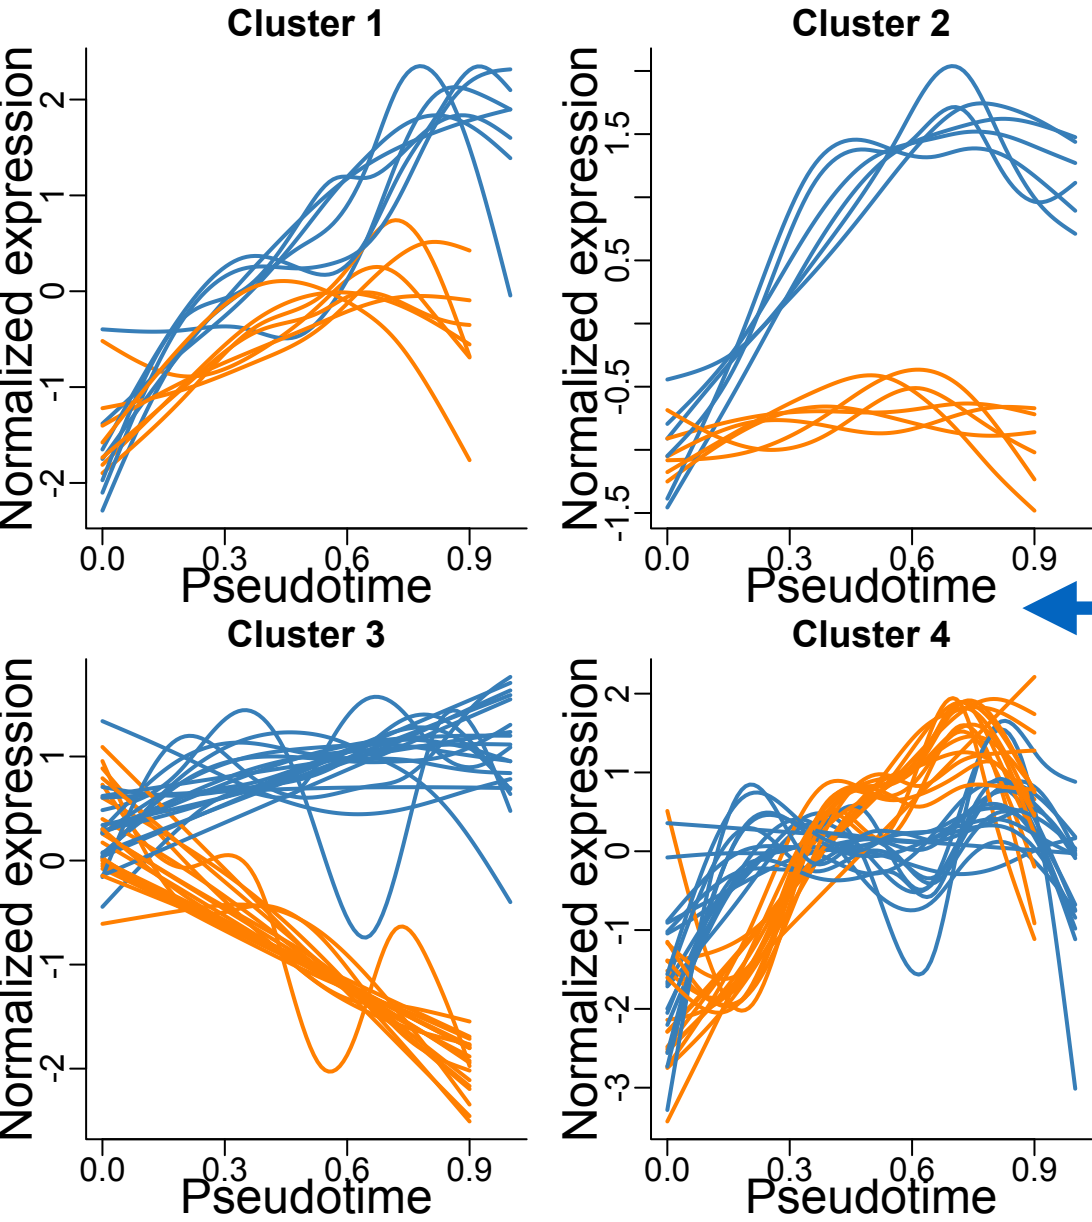 Cluster 1
Normalized expression
2
1
0
-1
-2
0.0 0.3 0.6 0.9
Pseudotime
Cluster 2
Normalized expression
1.5
0.5
-0.5
-1.5
0.0 0.3 0.6 0.9
Pseudotime
Cluster 3
Normalized expression
1
0
-1
-2
0.0 0.3 0.6 0.9
Pseudotime
Cluster 4
Normalized expression
2
1
0
-1
-2
-3
0.0 0.3 0.6 0.9
Pseudotime